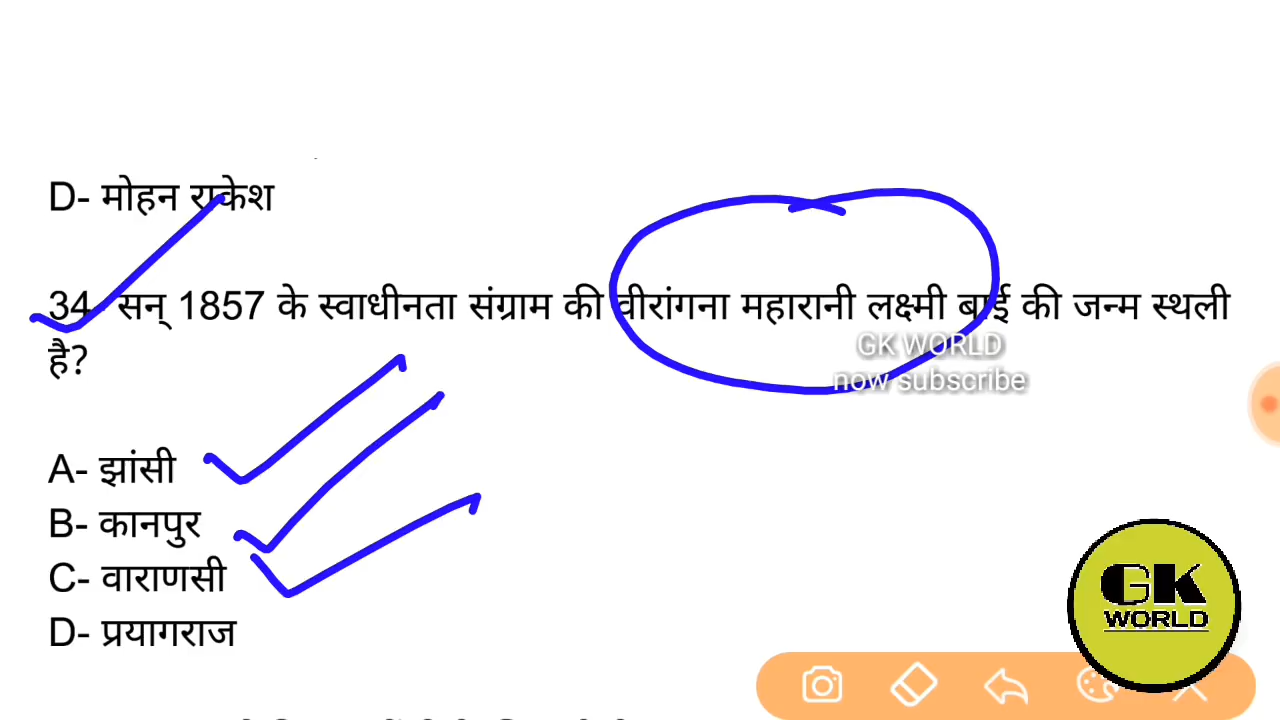 D- मोहन राकेश
34- सन् 1857 के स्वाधीनता संग्राम की वीरांगना महारानी लक्ष्मी बाई की जन्म स्थली
है?
GK WORLD
now subscribe
A- झांसी
B- कानपुर
C- वाराणसी
D- प्रयागराज
GK
WORLD